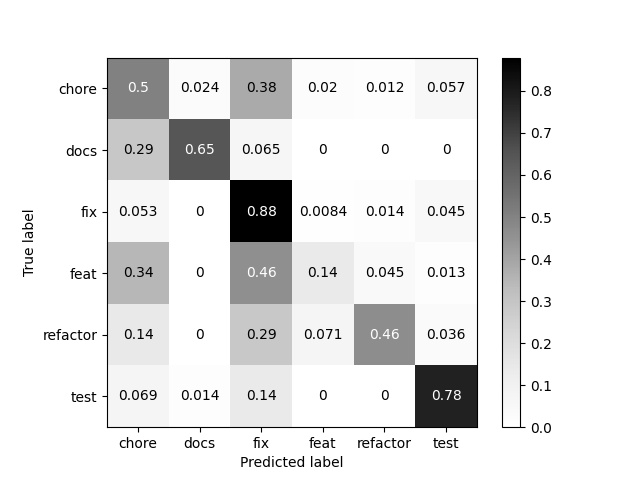 chore 0.5 0.024 0.38 0.02 0.012 0.057
docs 0.29 0.65 0.065 0 0 0
fix 0.053 0 0.88 0.0084 0.014 0.045
feat 0.34 0 0.46 0.14 0.045 0.013
refactor 0.14 0 0.29 0.071 0.46 0.036
test 0.069 0.014 0.14 0 0 0.78
chore docs fix feat refactor test
Predicted label
True label
0.8
0.7
0.6
0.5
0.4
0.3
0.2
0.1
0.0